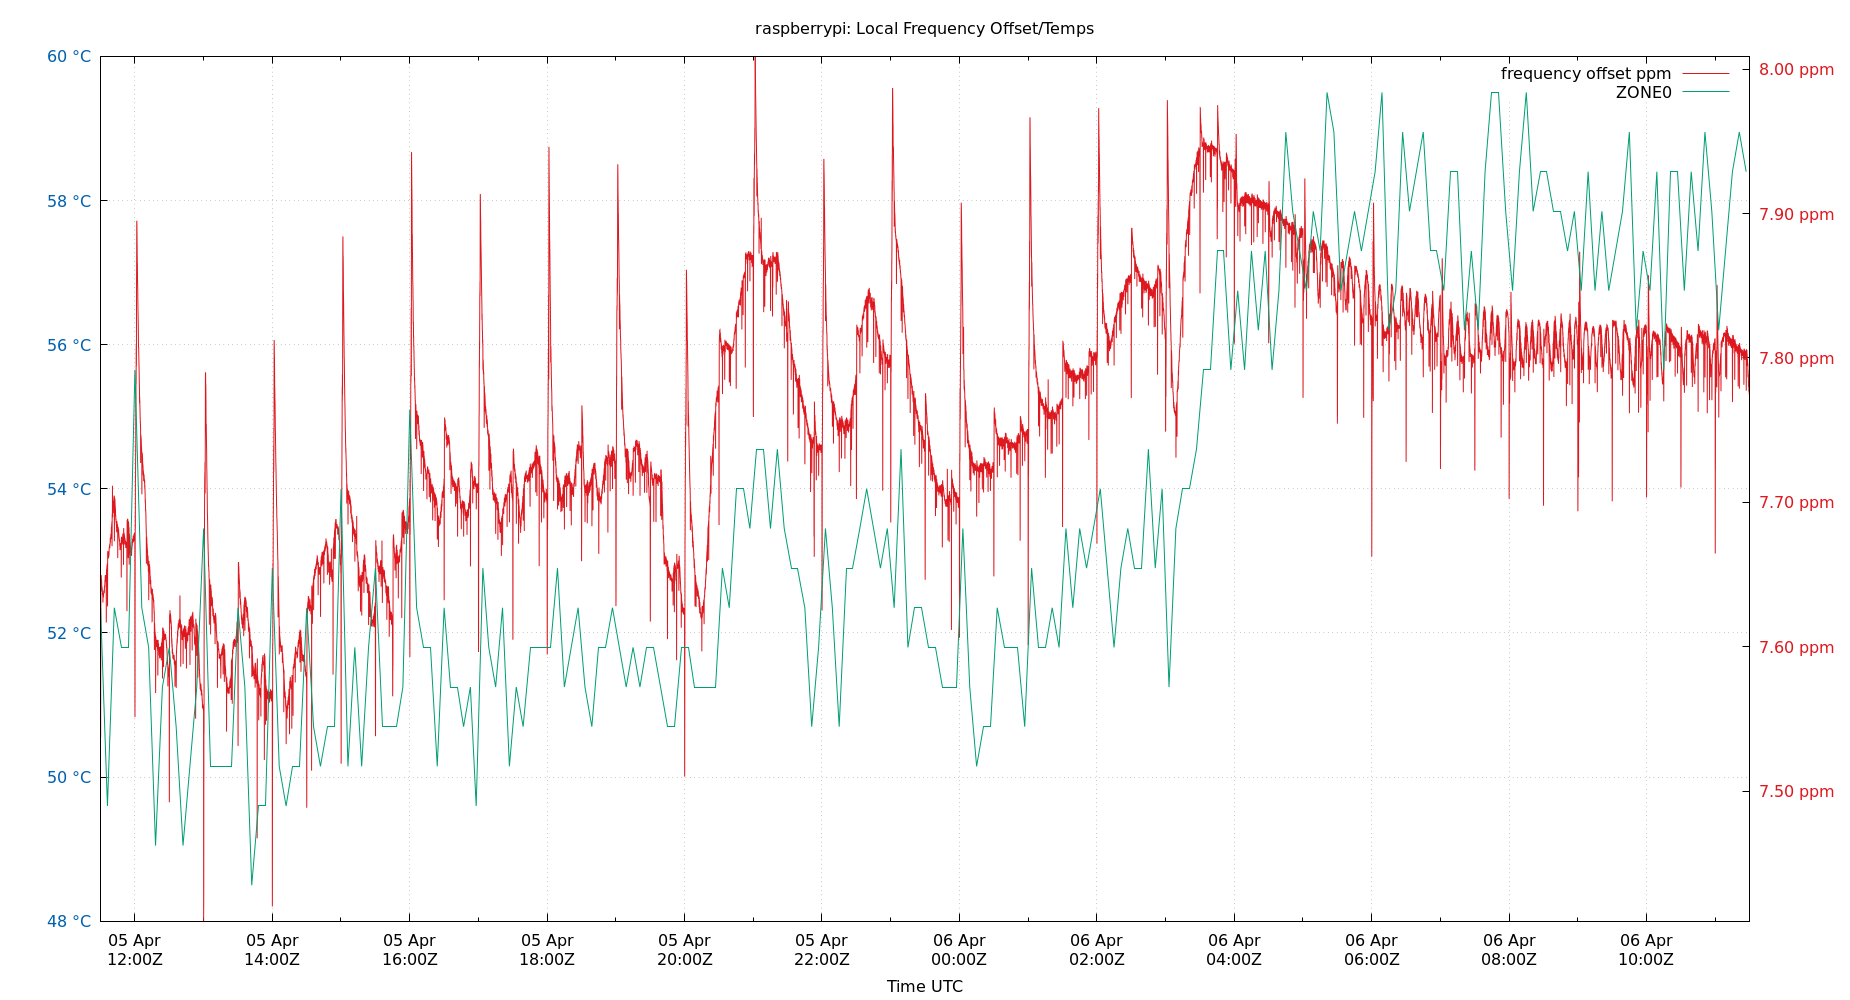 raspberrypi: Local Frequency Offset/Temps
60 °C
58 °C
56 °C
54 °C
52 °C
50 °C
48 °C
8.00 ppm
7.90 ppm
7.80 ppm
7.70 ppm
7.60 ppm
7.50 ppm
frequency offset ppm
ZONE0
05 Apr
12:00Z
05 Apr
14:00Z
05 Apr
16:00Z
05 Apr
18:00Z
05 Apr
20:00Z
05 Apr
22:00Z
06 Apr
00:00Z
06 Apr
02:00Z
06 Apr
04:00Z
06 Apr
06:00Z
06 Apr
08:00Z
06 Apr
10:00Z
Time UTC